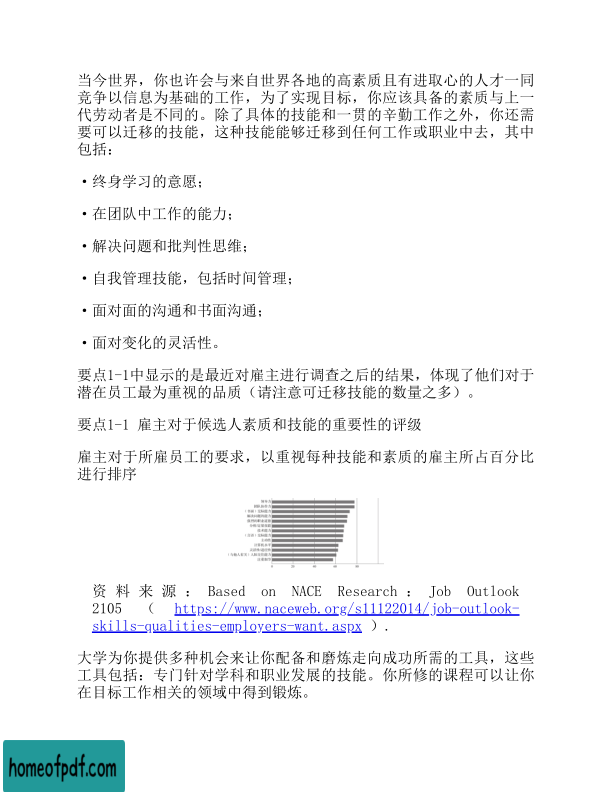 当今世界，你也许会与来自世界各地的高素质且有进取心的人才一同
竞争以信息为基础的工作，为了实现目标，你应该具备的素质与上一
代劳动者是不同的。除了具体的技能和一贯的辛勤工作之外，你还需
要可以迁移的技能，这种技能能够迁移到任何工作或职业中去，其中
包括：
·终身学习的意愿；
·在团队中工作的能力；
·解决问题和批判性思维；
·自我管理技能，包括时间管理；
·面对面的沟通和书面沟通；
·面对变化的灵活性。
要点1-1中显示的是最近对雇主进行调查之后的结果，体现了他们对于
潜在员工最为重视的品质（请注意可迁移技能的数量之多）。
要点1-1 雇主对于候选人素质和技能的重要性的评级
雇主对于所雇员工的要求，以重视每种技能和素质的雇主所占百分比
进行排序
0 20 40 60 80
资料来源：Based on NACE Research：Job Outlook
2105（https://www.naceweb.org/s11122014/job-outlook-
skills-qualities-employers-want.aspx）.
大学为你提供多种机会来让你配备和磨炼走向成功所需的工具，这些
工具包括：专门针对学科和职业发展的技能。你所修的课程可以让你
在目标工作相关的领域中得到锻炼。
homeofpdf.com